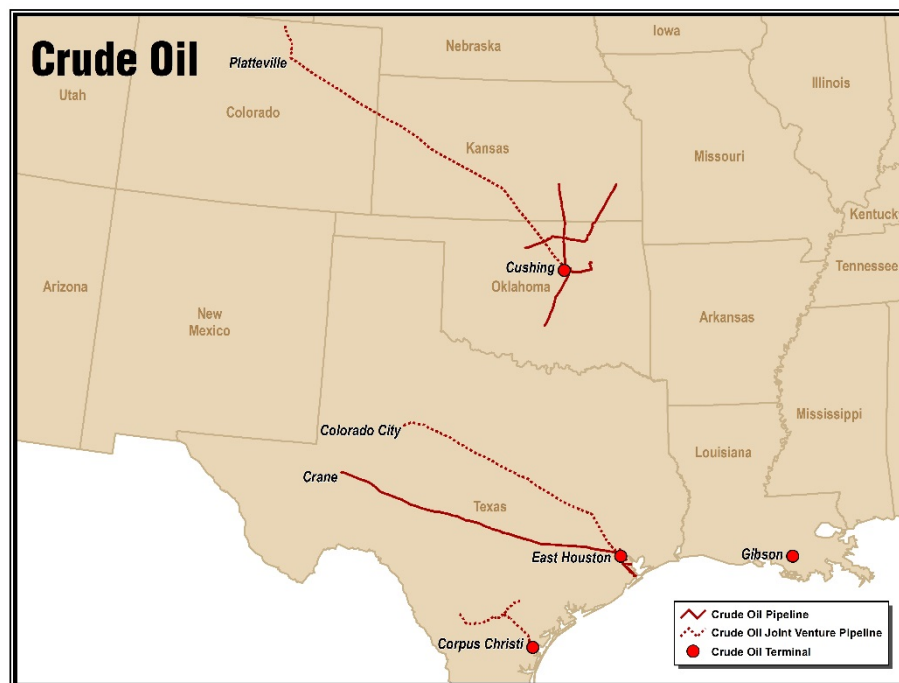 Crude Oil
Iowa
Nebraska
Platteville
Illinois
Utah
Colorado
Kansas
Missouri
Kentucky
Tennessee
Cushing
Oklahoma
Arizona
New
Mexico
Arkansas
Mississippi
Colorado City
Louisiana
Crane
Texas
East Houston
Gibson
Corpus Christi
Crude Oil Pipeline
Crude Oil Joint Venture Pipeline
Crude Oil Terminal